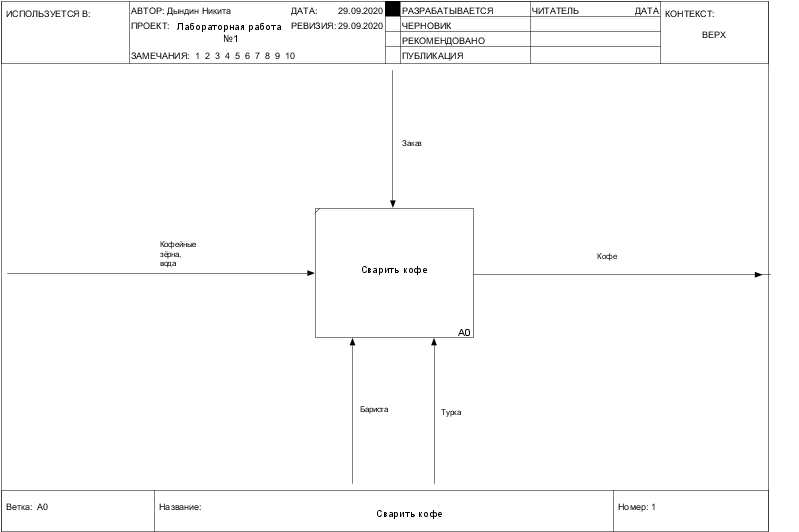 ИСПОЛЬЗУЕТСЯ В:
АВТОР: Дындин Никита
ДАТА: 29.09.2020
РАЗРАБАТЫВАЕТСЯ
ЧИТАТЕЛЬ
ДАТА
КОНТЕКСТ:
ПРОЕКТ: Лабораторная работа
№1
РЕВИЗИЯ: 29.09.2020
ЧЕРНОВИК
РЕКОМЕНДОВАНО
ВЕРХ
ЗАМЕЧАНИЯ: 1 2 3 4 5 6 7 8 9 10
ПУБЛИКАЦИЯ
Заказ
Кофейные
зёрна,
вода
Сварить кофе
A0
Кофе
Бариста
Турка
Ветка: A0
Название:
Сварить кофе
Номер: 1